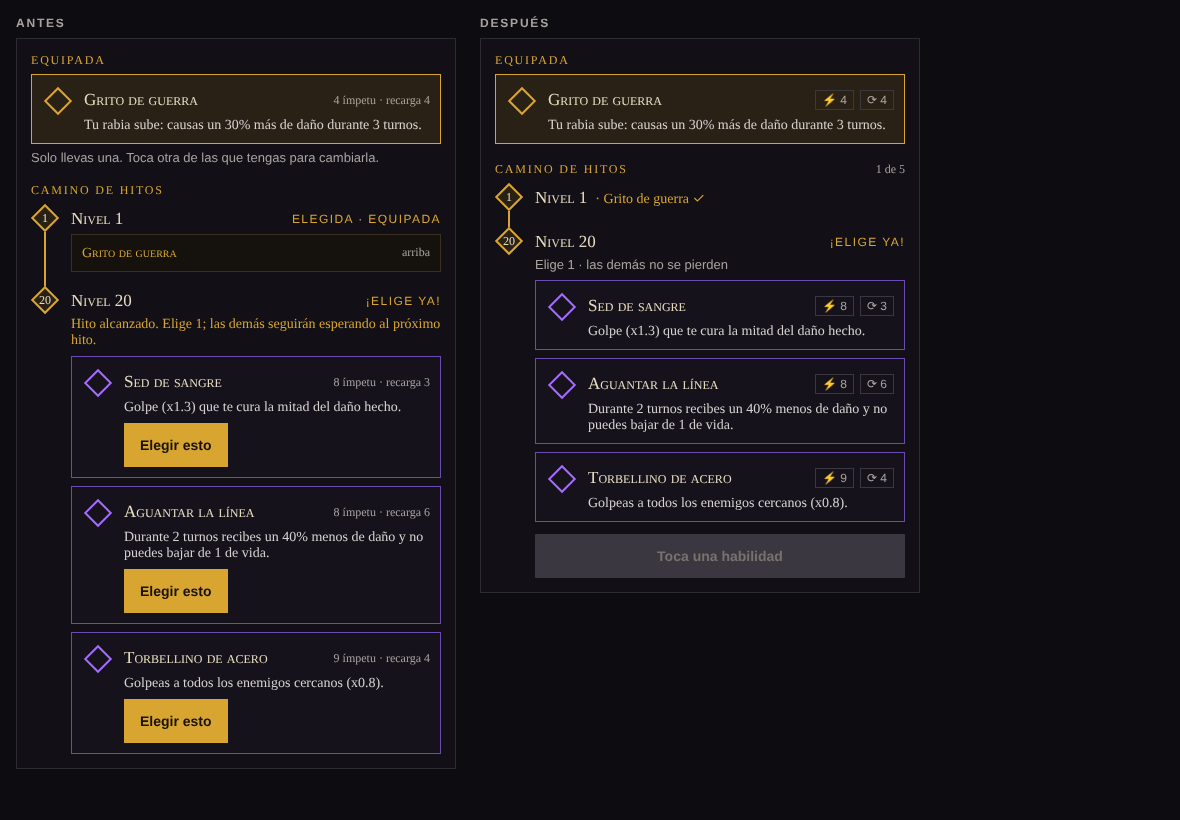 ANTES
EQUIPADA
Grito de guerra
4 ímpetu · recarga 4
Tu rabia sube: causas un 30% más de daño durante 3 turnos.
Solo llevas una. Toca otra de las que tengas para cambiarla.
CAMINO DE HITOS
1
Nivel 1
ELEGIDA · EQUIPADA
Grito de guerra
arriba
20
Nivel 20
¡ELIGE YA!
Hito alcanzado. Elige 1; las demás seguirán esperando al próximo
hito.
Sed de sangre
8 ímpetu · recarga 3
Golpe (x1.3) que te cura la mitad del daño hecho.
Elegir esto
Aguantar la línea
8 ímpetu · recarga 6
Durante 2 turnos recibes un 40% menos de daño y no
puedes bajar de 1 de vida.
Elegir esto
Torbellino de acero
9 ímpetu · recarga 4
Golpeas a todos los enemigos cercanos (x0.8).
Elegir esto
DESPUÉS
EQUIPADA
Grito de guerra
⚡ 4
⟳ 4
Tu rabia sube: causas un 30% más de daño durante 3 turnos.
CAMINO DE HITOS
1 de 5
1
Nivel 1 · Grito de guerra ✓
20
Nivel 20
¡ELIGE YA!
Elige 1 · las demás no se pierden
Sed de sangre
⚡ 8
⟳ 3
Golpe (x1.3) que te cura la mitad del daño hecho.
Aguantar la línea
⚡ 8
⟳ 6
Durante 2 turnos recibes un 40% menos de daño y no
puedes bajar de 1 de vida.
Torbellino de acero
⚡ 9
⟳ 4
Golpeas a todos los enemigos cercanos (x0.8).
Toca una habilidad